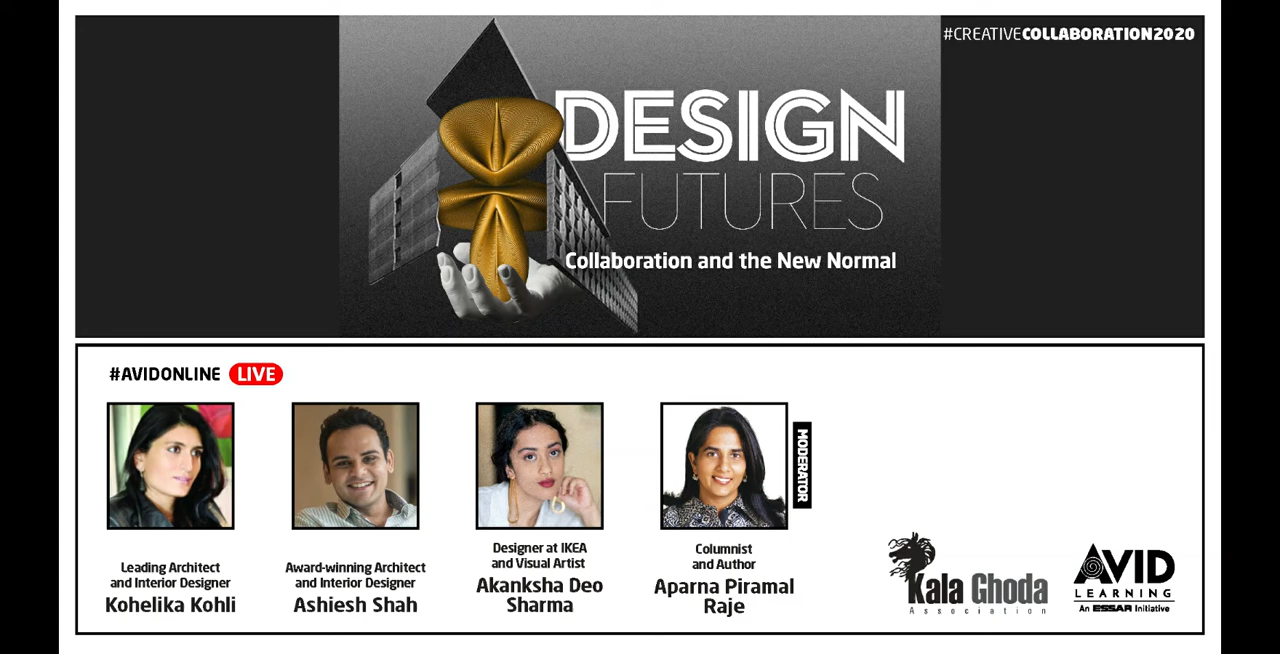 #CREATIVECOLLABORATION2020
DESIGN
FUTURES
Collaboration and the New Normal
#AVIDONLINE LIVE
Leading Architect
and Interior Designer
Kohelika Kohli
Award-winning Architect
and Interior Designer
Ashiesh Shah
Designer at IKEA
and Visual Artist
Akanksha Deo
Sharma
MODERATOR
Columnist
and Author
Aparna Piramal
Raje
Kala Ghoda
Association
AVID
LEARNING
An ESSAR Initiative